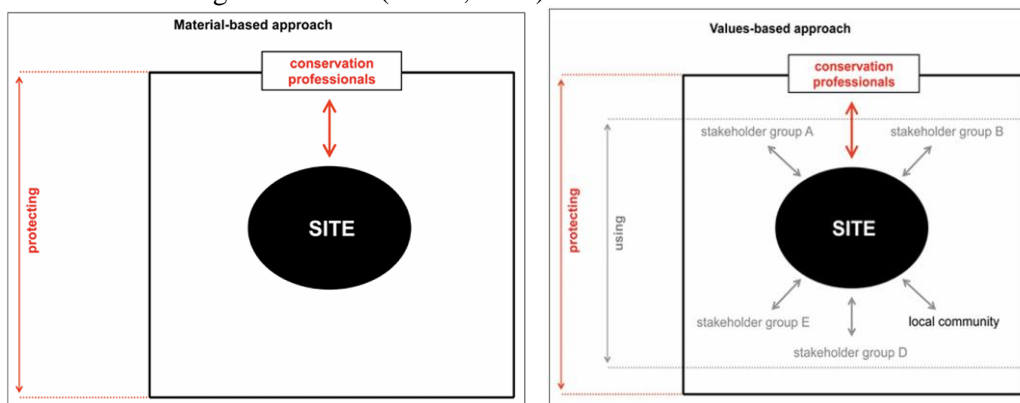 Material-based approach
conservation
professionals
protecting
SITE
Values-based approach
conservation
professionals
stakeholder group A
stakeholder group B
protecting
using
SITE
stakeholder group E
local community
stakeholder group D